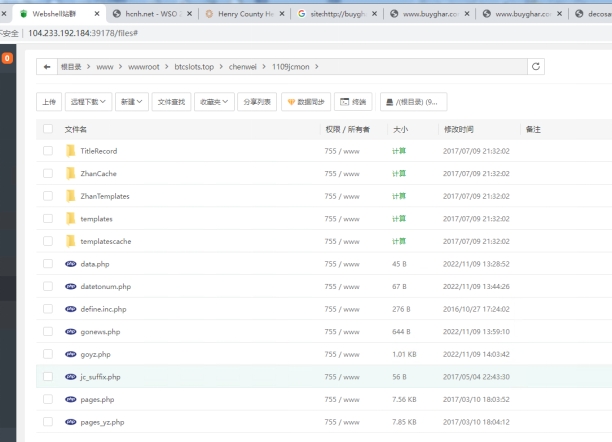 Webshell站群 × hcnh.net - WSO 2 × Henry County He × site:http://buygh × www.buyghar.co × www.buyghar.co × decosa
不安全 | 104.233.192.184:39178/files#
0
根目录 > www > wwwroot > btcslots.top > chenwei > 1109jcmon >
上传 远程下载 新建 文件查找 收藏夹 分享列表 数据同步 终端 /(根目录) (9...
文件名 权限 / 所有者 大小 修改时间 备注
TitleRecord 755 / www 计算 2017/07/09 21:32:02
ZhanCache 755 / www 计算 2017/07/09 21:32:02
ZhanTemplates 755 / www 计算 2017/07/09 21:32:02
templates 755 / www 计算 2017/07/09 21:32:02
templatescache 755 / www 计算 2017/07/09 21:32:02
php data.php 755 / www 45 B 2022/11/09 13:28:52
php datetonum.php 755 / www 67 B 2022/11/09 13:44:26
php define.inc.php 755 / www 276 B 2016/10/27 17:24:02
php gonews.php 755 / www 644 B 2022/11/09 13:59:10
php goyz.php 755 / www 1.01 KB 2022/11/09 14:03:42
php jc_suffix.php 755 / www 56 B 2017/05/04 22:43:30
php pages.php 755 / www 7.56 KB 2017/03/10 18:03:52
php pages_yz.php 755 / www 7.85 KB 2017/03/10 18:04:12